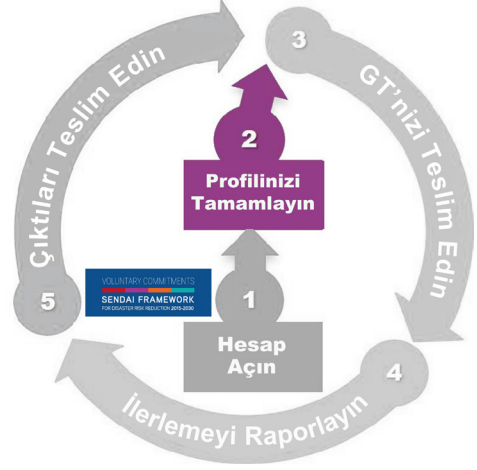 1
Hesap
Açın
2
Profilinizi
Tamamlayın
3
GT'nizi Teslim Edin
4
İlerlemeyi Raporlayın
5
Çıktıları Teslim Edin
VOLUNTARY COMMITMENTS
SENDAI FRAMEWORK
FOR DISASTER RISK REDUCTION 2015-2030